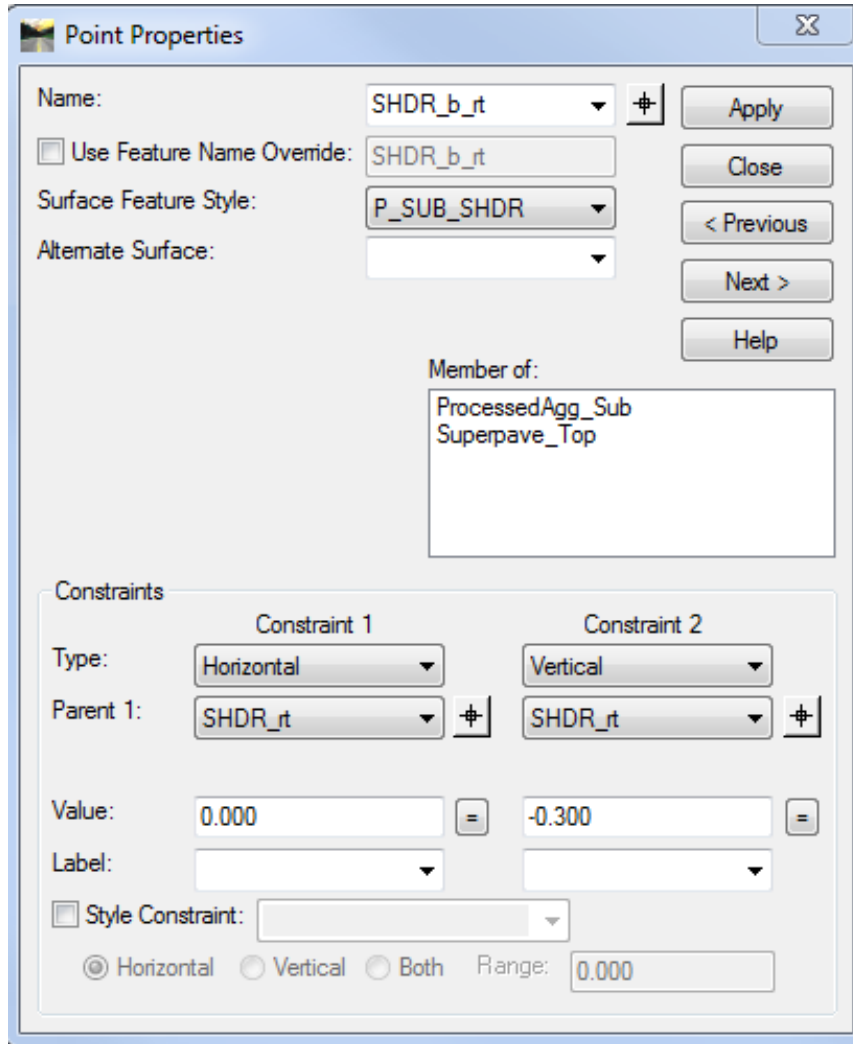 Point Properties
Name: SHDR_b_rt Apply
Use Feature Name Override: SHDR_b_rt Close
Surface Feature Style: P_SUB_SHDR < Previous
Alternate Surface:
Next >
Help
Member of:
ProcessedAgg_Sub
Superpave_Top
Constraints
Constraint 1 Constraint 2
Type: Horizontal Vertical
Parent 1: SHDR_rt SHDR_rt
Value: 0.000 = -0.300 =
Label:
Style Constraint:
Horizontal Vertical Both Range: 0.000